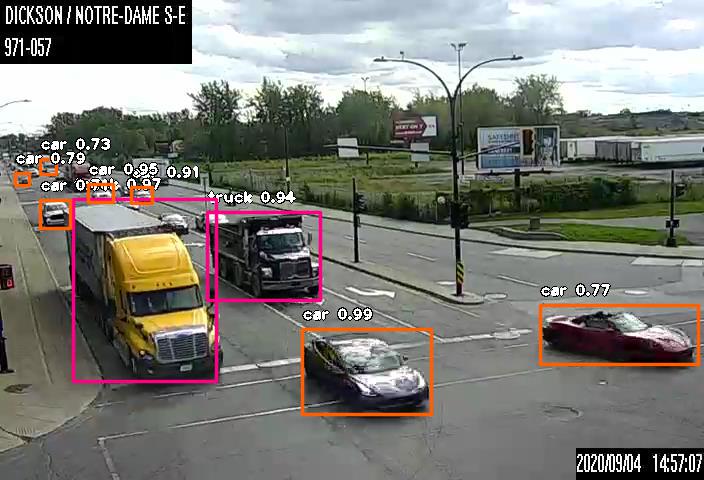 DICKSON / NOTRE-DAME S-E
971-057
car 0.73
car 0.79
car 0.95
0.91
0.97
truck 0.94
car 0.99
car 0.77
2020/09/04 14:57:07